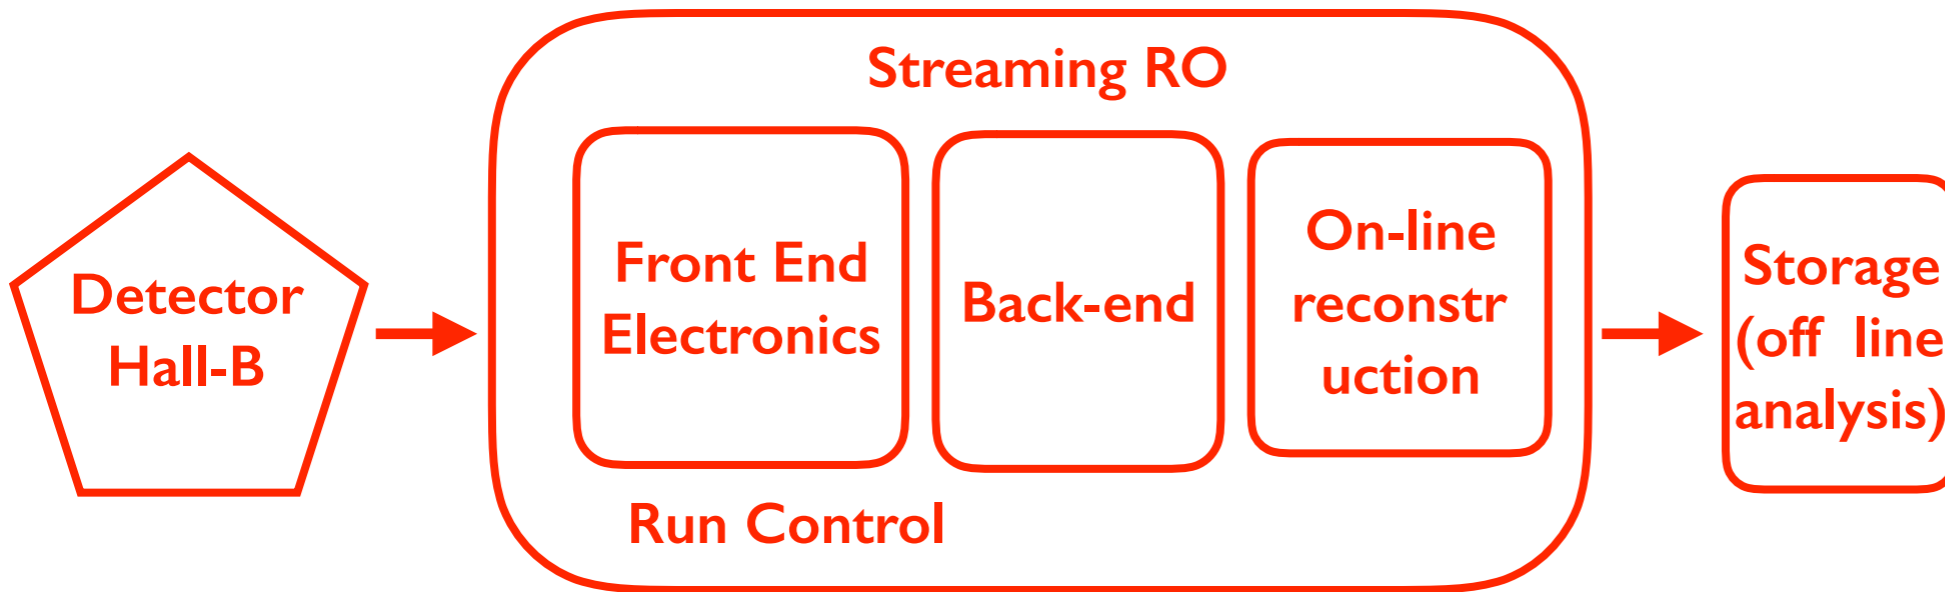 Streaming RO
Detector
Hall-B
Front End
Electronics
Back-end
On-line
reconstr
uction
Storage
(off line
analysis)
Run Control